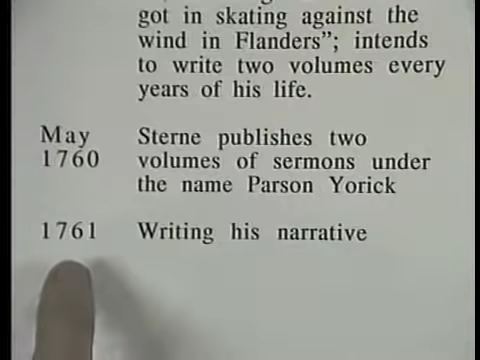 got in skating against the
wind in Flanders"; intends
to write two volumes every
years of his life.
May Sterne publishes two
1760 volumes of sermons under
the name Parson Yorick
1761 Writing his narrative